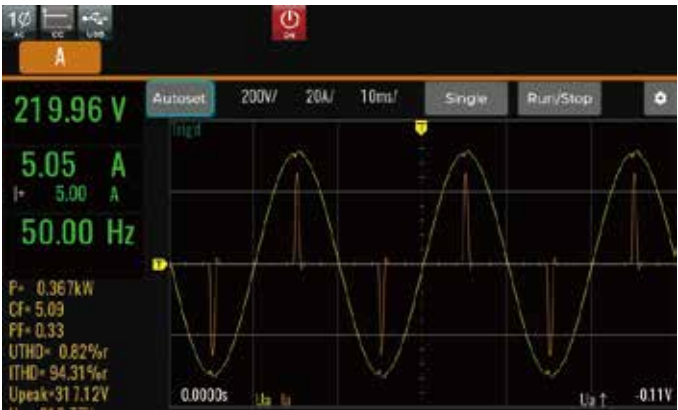 1Ø
AC CC USB ON
A
219.96 V
5.05 A
I+ 5.00 A
50.00 Hz
P= 0.367kW
CF= 5.09
PF= 0.33
UTHD= 0.82%r
ITHD= 94.31%r
Upeak=317.12V
Autoset 200V/ 20A/ 10ms/ Single Run/Stop
Trig'd
T
T
0.0000s Ua Ia Ua↑ -0.11V